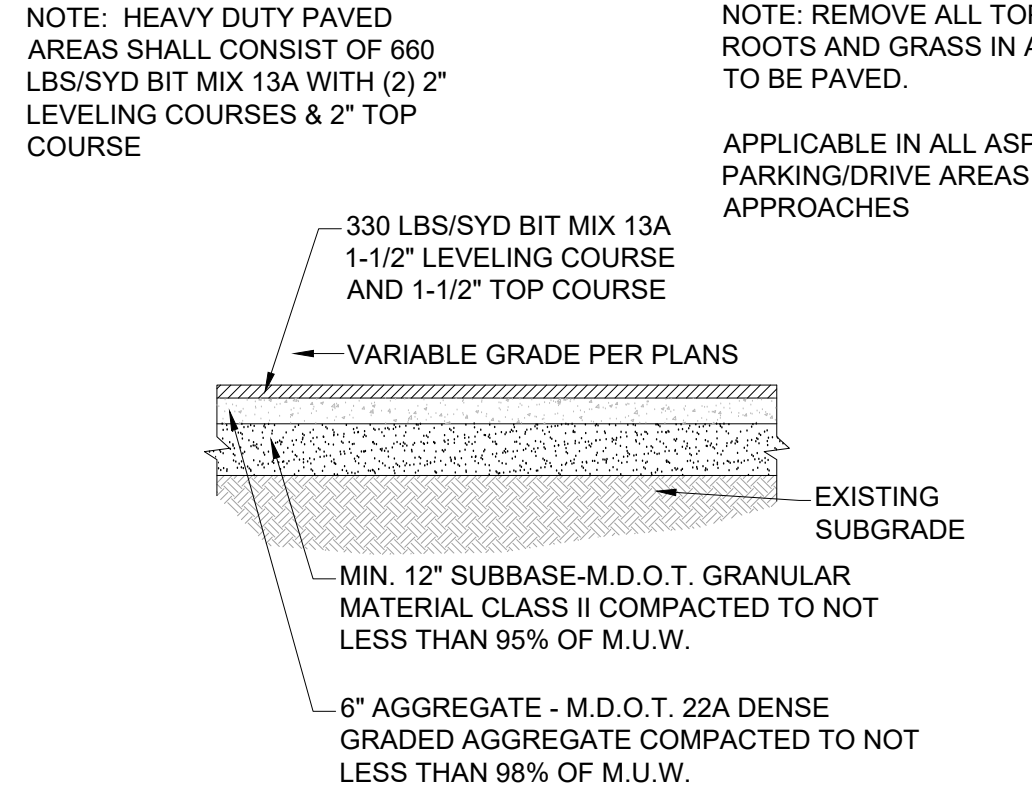 NOTE: HEAVY DUTY PAVED
AREAS SHALL CONSIST OF 660
LBS/SYD BIT MIX 13A WITH (2) 2"
LEVELING COURSES & 2" TOP
COURSE
NOTE: REMOVE ALL
ROOTS AND GRASS IN
TO BE PAVED.
APPLICABLE IN ALL
PARKING/DRIVE AREAS
APPROACHES
330 LBS/SYD BIT MIX 13A
1-1/2" LEVELING COURSE
AND 1-1/2" TOP COURSE
VARIABLE GRADE PER PLANS
EXISTING
SUBGRADE
MIN. 12" SUBBASE-M.D.O.T. GRANULAR
MATERIAL CLASS II COMPACTED TO NOT
LESS THAN 95% OF M.U.W.
6" AGGREGATE - M.D.O.T. 22A DENSE
GRADED AGGREGATE COMPACTED TO NOT
LESS THAN 98% OF M.U.W.